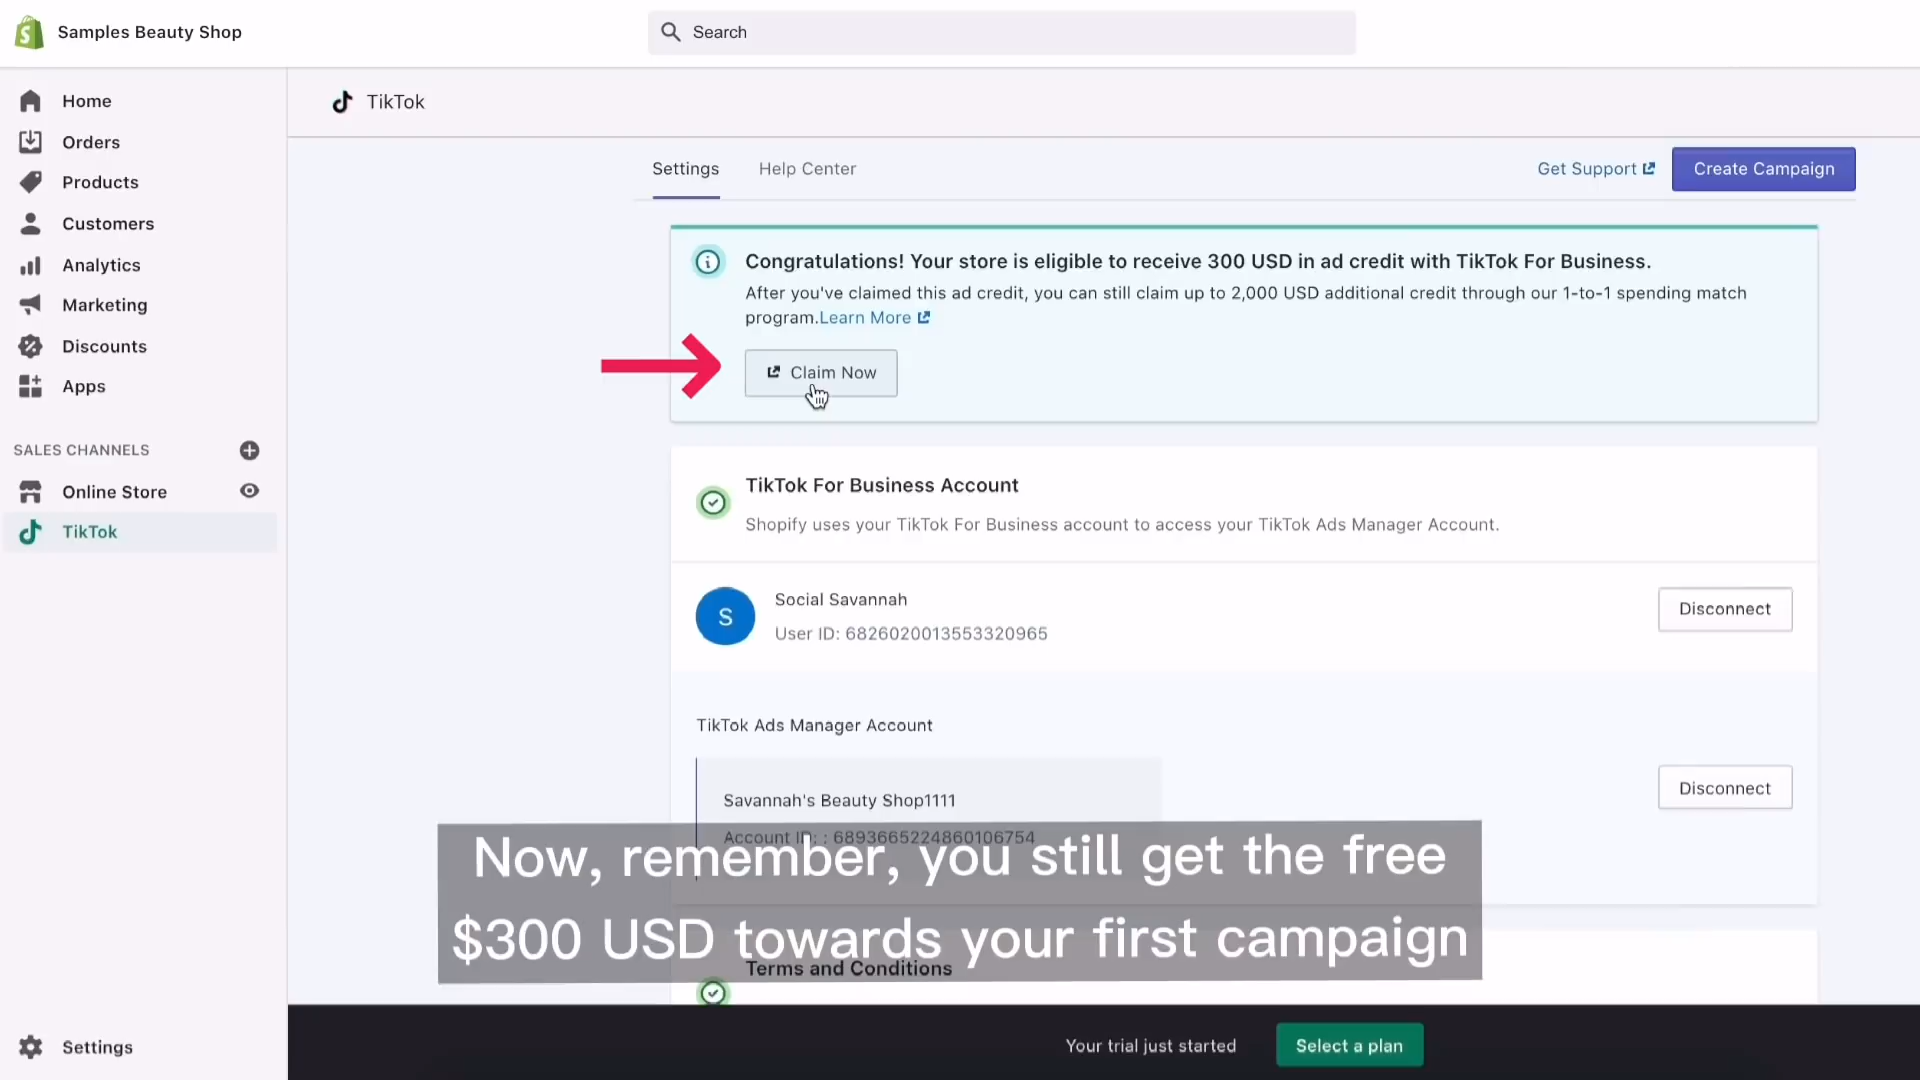 Samples Beauty Shop
Search
Home
Orders
Products
Customers
Analytics
Marketing
Discounts
Apps
SALES CHANNELS
Online Store
TikTok
Settings
TikTok
Settings
Help Center
Get Support
Create Campaign
Congratulations! Your store is eligible to receive 300 USD in ad credit with TikTok For Business.
After you've claimed this ad credit, you can still claim up to 2,000 USD additional credit through our 1-to-1 spending match
program.Learn More
Claim Now
TikTok For Business Account
Shopify uses your TikTok For Business account to access your TikTok Ads Manager Account.
S
Social Savannah
User ID: 6826020013553320965
Disconnect
TikTok Ads Manager Account
Savannah's Beauty Shop1111
Account ID: : 6893665224860106754
Disconnect
Now, remember, you still get the free
$300 USD towards your first campaign
Terms and Conditions
Your trial just started
Select a plan